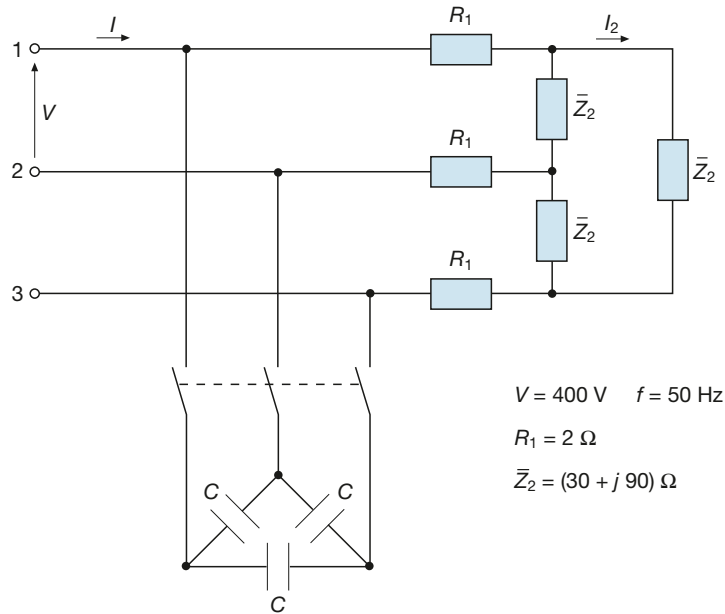 1
I
R₁
I₂
V
Z̄₂
Z̄₂
2
R₁
Z̄₂
3
R₁
V = 400 V f = 50 Hz
R₁ = 2 Ω
Z̄₂ = (30 + j 90) Ω
C
C
C